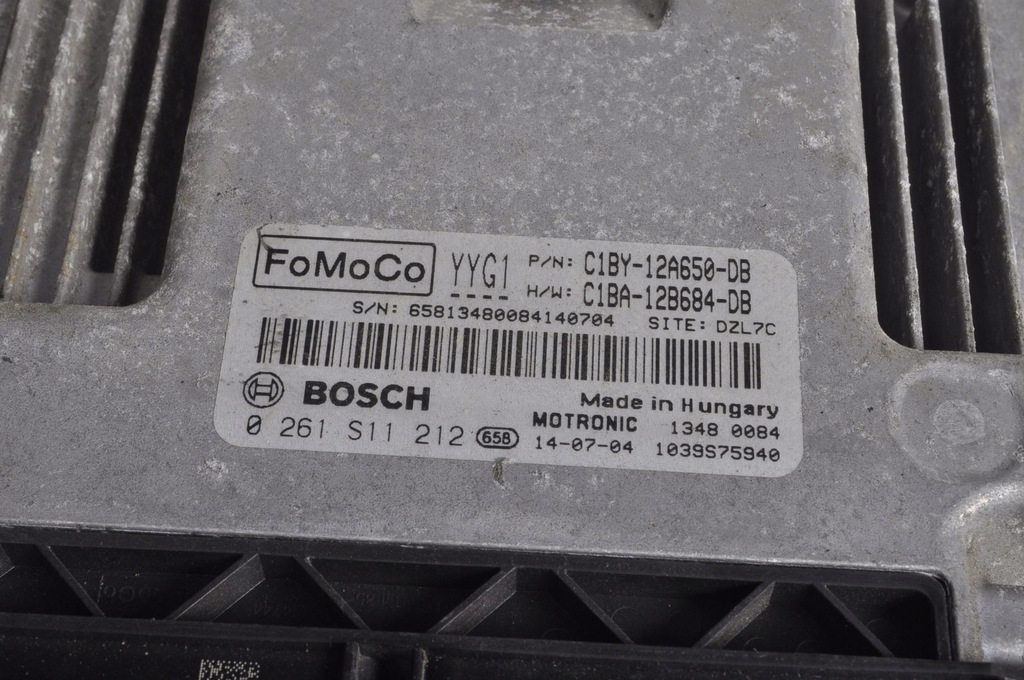 FoMoCo YYG1 P/N: C1BY-12A650-DB
H/W: C1BA-12B684-DB
S/N: 65813480084140704 SITE: DZL7C
BOSCH Made in Hungary
MOTRONIC 1348 0084
0 261 S11 212 658 14-07-04 1039S75940